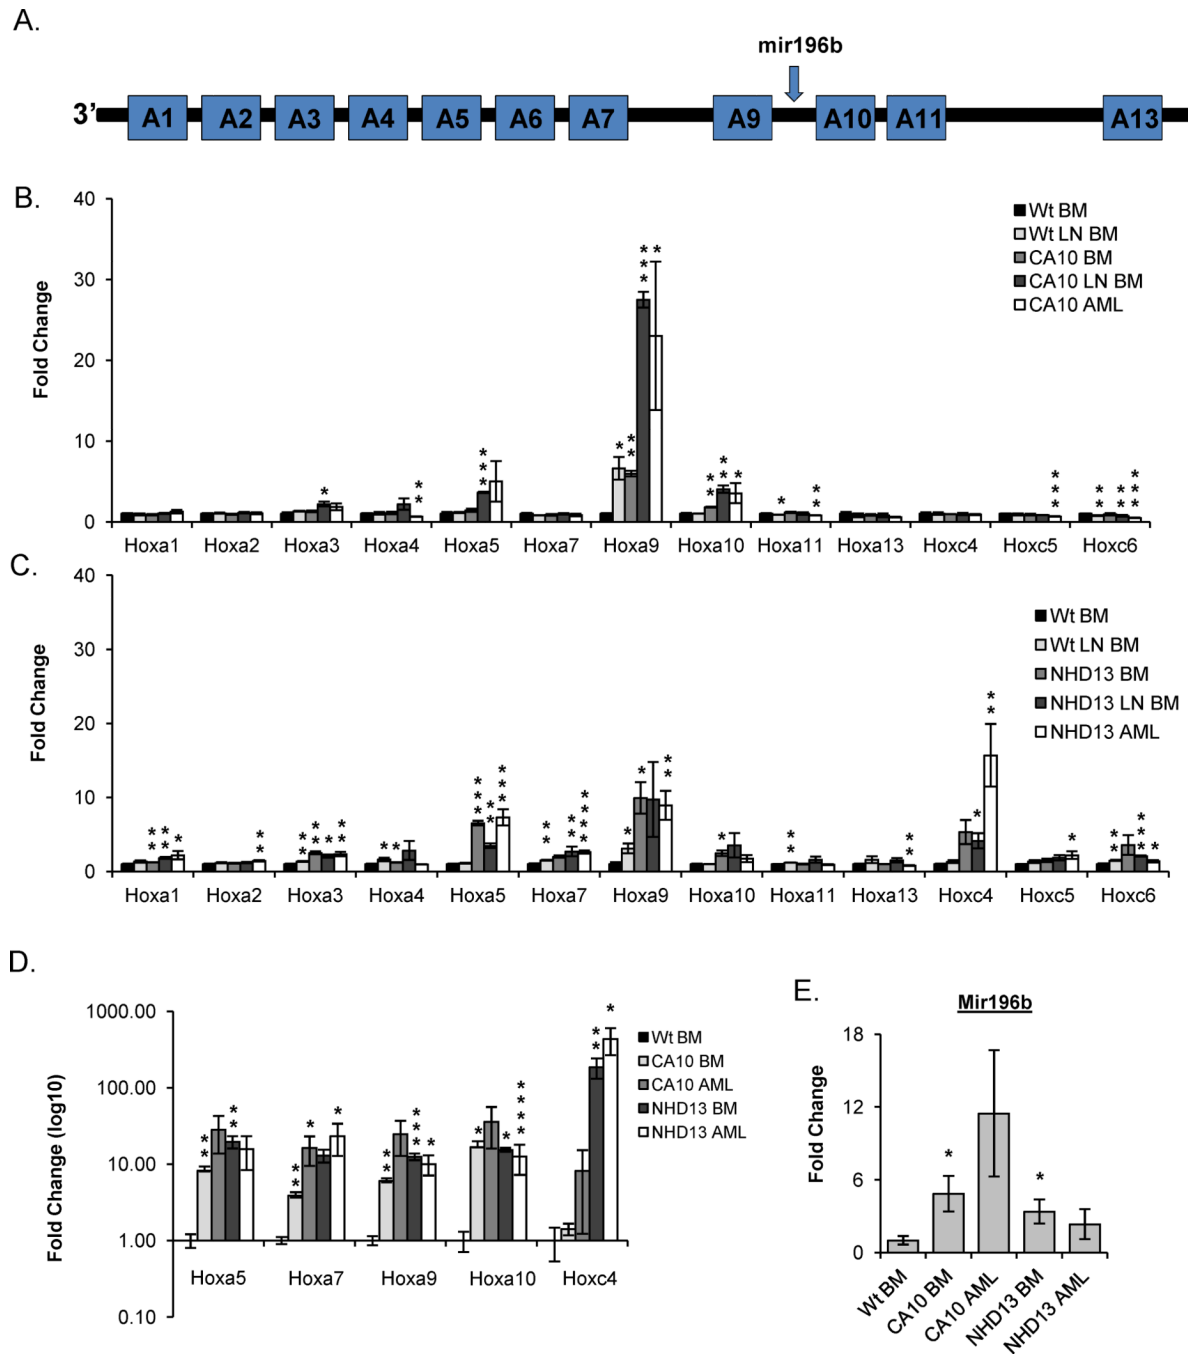 A.
mir196b
3’ A1 A2 A3 A4 A5 A6 A7 A9 A10 A11 A13
B.
Fold Change
40
30
20
10
0
Wt BM
Wt LN BM
CA10 BM
CA10 LN BM
CA10 AML
* ** *** * ** *** * ** ** * * ** *** ** ** ***
Hoxa1 Hoxa2 Hoxa3 Hoxa4 Hoxa5 Hoxa7 Hoxa9 Hoxa10 Hoxa11 Hoxa13 Hoxc4 Hoxc5 Hoxc6
C.
Fold Change
40
30
20
10
0
Wt BM
Wt LN BM
NHD13 BM
NHD13 LN BM
NHD13 AML
Hoxa1 Hoxa2 Hoxa3 Hoxa4 Hoxa5 Hoxa7 Hoxa9 Hoxa10 Hoxa11 Hoxa13 Hoxc4 Hoxc5 Hoxc6
D.
Fold Change (log10)
1000.00
100.00
10.00
1.00
0.10
Wt BM
CA10 BM
CA10 AML
NHD13 BM
NHD13 AML
Hoxa5 Hoxa7 Hoxa9 Hoxa10 Hoxc4
E.
Mir196b
Fold Change
18
12
6
0
* *
Wt BM
CA10 BM
CA10 AML
NHD13 BM
NHD13 AML